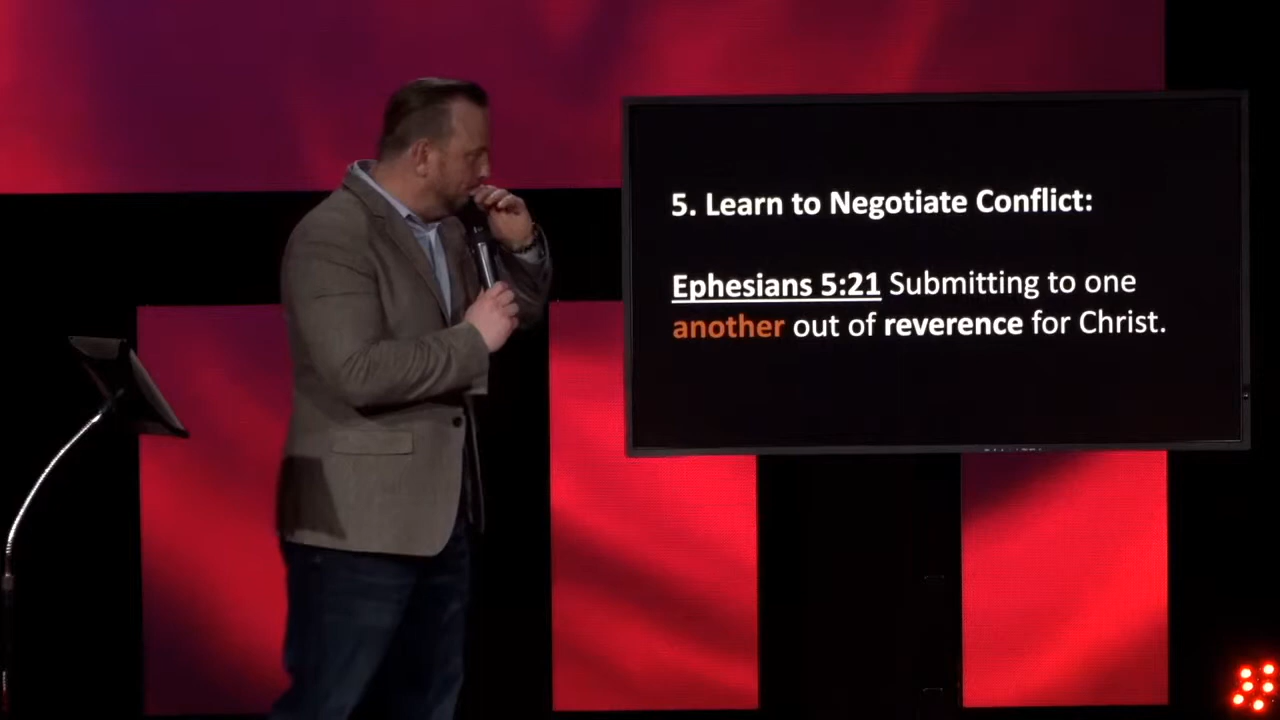 5. Learn to Negotiate Conflict:
Ephesians 5:21 Submitting to one
another out of reverence for Christ.